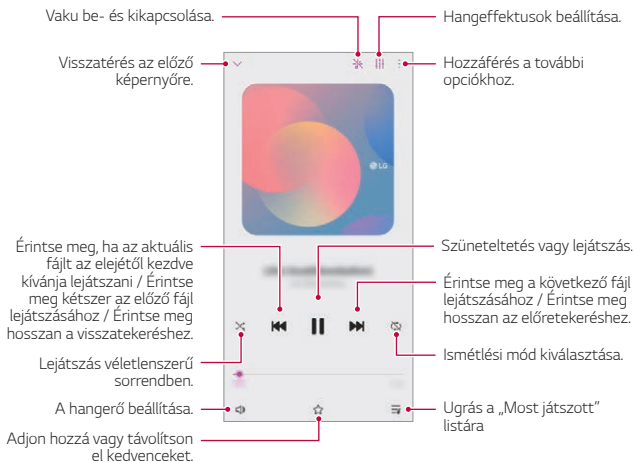 Vaku be- és kikapcsolása.
Hangeffektusok beállítása.
Visszatérés az előző
képernyőre.
Hozzáférés a további
opciókhoz.
LG
Érintse meg, ha az aktuális
fájlt az elejétől kezdve
kívánja lejátszani / Érintse
meg kétszer az előző fájl
lejátszásához / Érintse meg
hosszan a visszatekeréshez.
Szüneteltetés vagy lejátszás.
Érintse meg a következő fájl
lejátszásához / Érintse meg
hosszan az előretekeréshez.
Lejátszás véletlenszerű
sorrendben.
Ismétlési mód kiválasztása.
A hangerő beállítása.
Ugrás a „Most játszott”
listára
Adjon hozzá vagy távolítson
el kedvenceket.